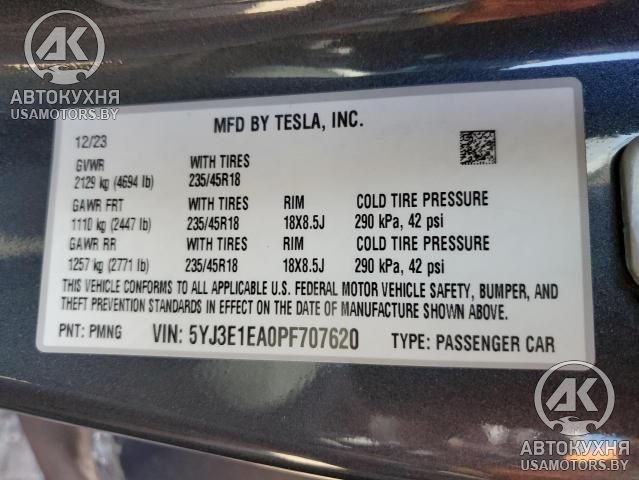 AK
АВТОКУХНЯ
USAMOTORS.BY
MFD BY TESLA, INC.
12/23
GVWR WITH TIRES
2129 kg (4694 lb) 235/45R18
GAWR FRT WITH TIRES RIM COLD TIRE PRESSURE
1110 kg (2447 lb) 235/45R18 18X8.5J 290 kPa, 42 psi
GAWR RR WITH TIRES RIM COLD TIRE PRESSURE
1257 kg (2771 lb) 235/45R18 18X8.5J 290 kPa, 42 psi
THIS VEHICLE CONFORMS TO ALL APPLICABLE U.S. FEDERAL MOTOR VEHICLE SAFETY, BUMPER, AND
THEFT PREVENTION STANDARDS IN EFFECT ON THE DATE OF MANUFACTURE SHOWN ABOVE.
PNT: PMNG VIN: 5YJ3E1EA0PF707620 TYPE: PASSENGER CAR
AK
АВТОКУХНЯ
USAMOTORS.BY